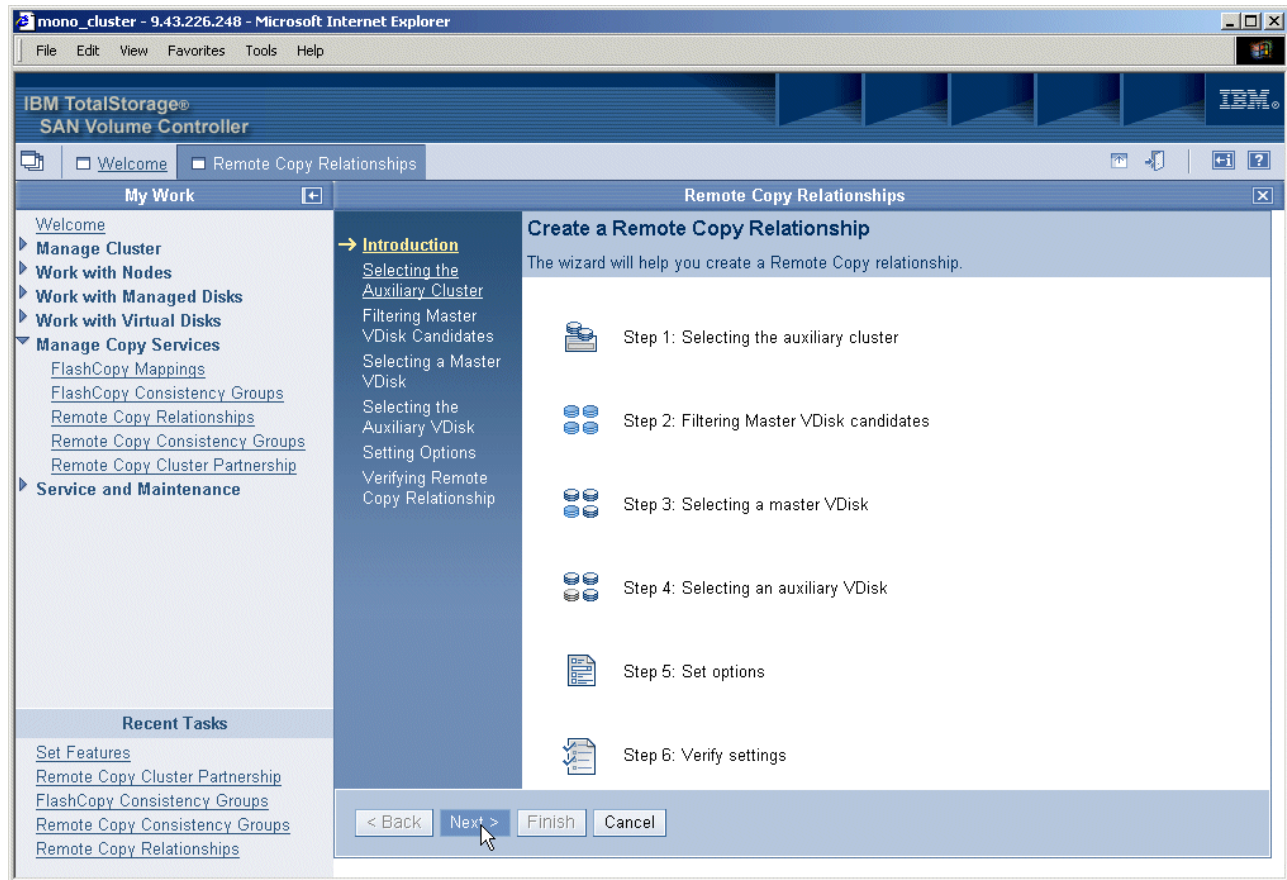 mono_cluster - 9.43.226.248 - Microsoft Internet Explorer
File Edit View Favorites Tools Help
IBM TotalStorage®
SAN Volume Controller
IBM®
Welcome
Remote Copy Relationships
My Work
Welcome
Manage Cluster
Work with Nodes
Work with Managed Disks
Work with Virtual Disks
Manage Copy Services
FlashCopy Mappings
FlashCopy Consistency Groups
Remote Copy Relationships
Remote Copy Consistency Groups
Remote Copy Cluster Partnership
Service and Maintenance
Recent Tasks
Set Features
Remote Copy Cluster Partnership
FlashCopy Consistency Groups
Remote Copy Consistency Groups
Remote Copy Relationships
Remote Copy Relationships
Introduction
Selecting the
Auxiliary Cluster
Filtering Master
VDisk Candidates
Selecting a Master
VDisk
Selecting the
Auxiliary VDisk
Setting Options
Verifying Remote
Copy Relationship
Create a Remote Copy Relationship
The wizard will help you create a Remote Copy relationship.
Step 1: Selecting the auxiliary cluster
Step 2: Filtering Master VDisk candidates
Step 3: Selecting a master VDisk
Step 4: Selecting an auxiliary VDisk
Step 5: Set options
Step 6: Verify settings
< Back Next > Finish Cancel